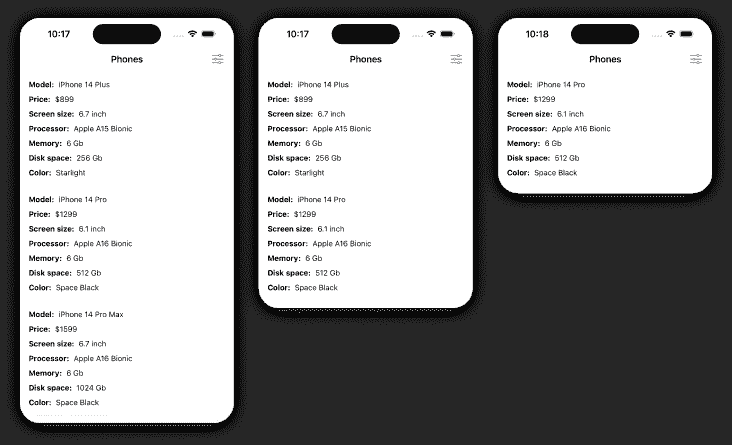 10:17
Phones
Model: iPhone 14 Plus
Price: $899
Screen size: 6.7 inch
Processor: Apple A15 Bionic
Memory: 6 Gb
Disk space: 256 Gb
Color: Starlight
Model: iPhone 14 Pro
Price: $1299
Screen size: 6.1 inch
Processor: Apple A16 Bionic
Memory: 6 Gb
Disk space: 512 Gb
Color: Space Black
Model: iPhone 14 Pro Max
Price: $1599
Screen size: 6.7 inch
Processor: Apple A16 Bionic
Memory: 6 Gb
Disk space: 1024 Gb
Color: Space Black
10:17
Phones
Model: iPhone 14 Plus
Price: $899
Screen size: 6.7 inch
Processor: Apple A15 Bionic
Memory: 6 Gb
Disk space: 256 Gb
Color: Starlight
Model: iPhone 14 Pro
Price: $1299
Screen size: 6.1 inch
Processor: Apple A16 Bionic
Memory: 6 Gb
Disk space: 512 Gb
Color: Space Black
10:18
Phones
Model: iPhone 14 Pro
Price: $1299
Screen size: 6.1 inch
Processor: Apple A16 Bionic
Memory: 6 Gb
Disk space: 512 Gb
Color: Space Black